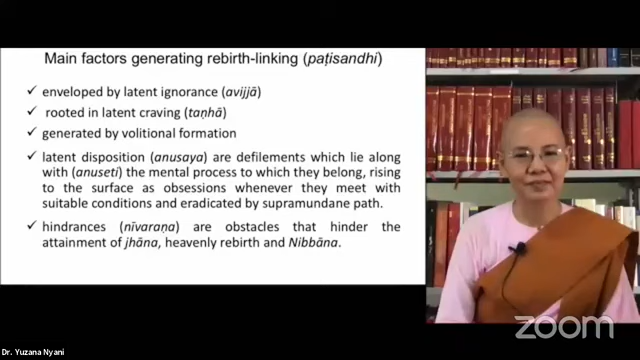 Main factors generating rebirth-linking (paṭisandhi)
✓ enveloped by latent ignorance (avijjā)
✓ rooted in latent craving (taṇhā)
✓ generated by volitional formation
✓ latent disposition (anusaya) are defilements which lie along
with (anuseti) the mental process to which they belong, rising
to the surface as obsessions whenever they meet with
suitable conditions and eradicated by supramundane path.
✓ hindrances (nīvaraṇa) are obstacles that hinder the
attainment of jhāna, heavenly rebirth and Nibbāna.
zoom
Dr. Yuzana Nyani